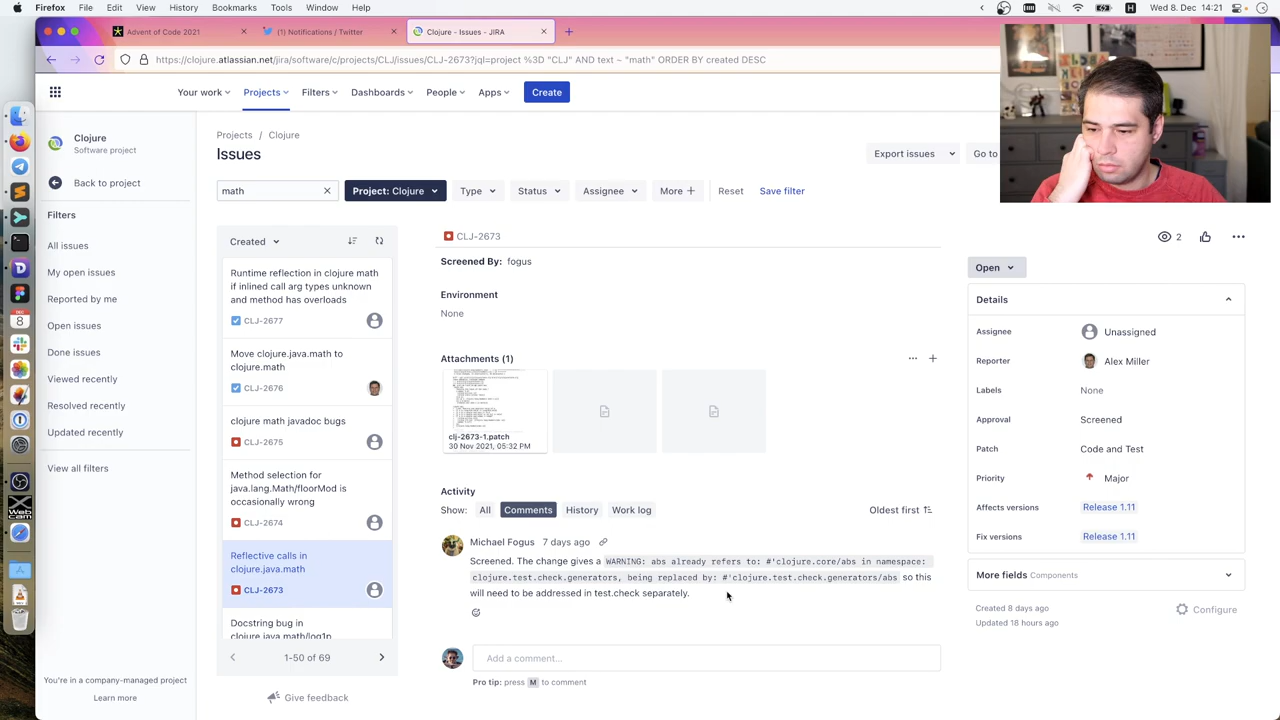 Firefox File Edit View History Bookmarks Tools Window Help
Wed 8. Dec 14:21
Advent of Code 2021
(1) Notifications / Twitter
Clojure - Issues - JIRA
https://clojure.atlassian.net/jira/software/c/projects/CLJ/issues/CLJ-2673?jql=project %3D "CLJ" AND text ~ "math" ORDER BY created DESC
Your work Projects Filters Dashboards People Apps Create
Clojure
Software project
Back to project
Filters
All issues
My open issues
Reported by me
Open issues
Done issues
Viewed recently
Resolved recently
Updated recently
View all filters
You're in a company-managed project
Learn more
Projects / Clojure
Issues
Export issues
Go to
math
Project: Clojure
Type
Status
Assignee
More
Reset
Save filter
Created
Runtime reflection in clojure math
if inlined call arg types unknown
and method has overloads
CLJ-2677
Move clojure.java.math to
clojure.math
CLJ-2676
clojure math javadoc bugs
CLJ-2675
Method selection for
java.lang.Math/floorMod is
occasionally wrong
CLJ-2674
Reflective calls in
clojure.java.math
CLJ-2673
Docstring bug in
clojure.java.math/log1p
1-50 of 69
Give feedback
CLJ-2673
Screened By: fogus
Environment
None
Attachments (1)
clj-2673-1.patch
30 Nov 2021, 05:32 PM
Activity
Show: All Comments History Work log
Oldest first
Michael Fogus 7 days ago
Screened. The change gives a WARNING: abs already refers to: #'clojure.core/abs in namespace:
clojure.test.check.generators, being replaced by: #'clojure.test.check.generators/abs so this
will need to be addressed in test.check separately.
Add a comment...
Pro tip: press M to comment
2
Open
Details
Assignee Unassigned
Reporter Alex Miller
Labels None
Approval Screened
Patch Code and Test
Priority Major
Affects versions Release 1.11
Fix versions Release 1.11
More fields Components
Created 8 days ago
Updated 18 hours ago
Configure